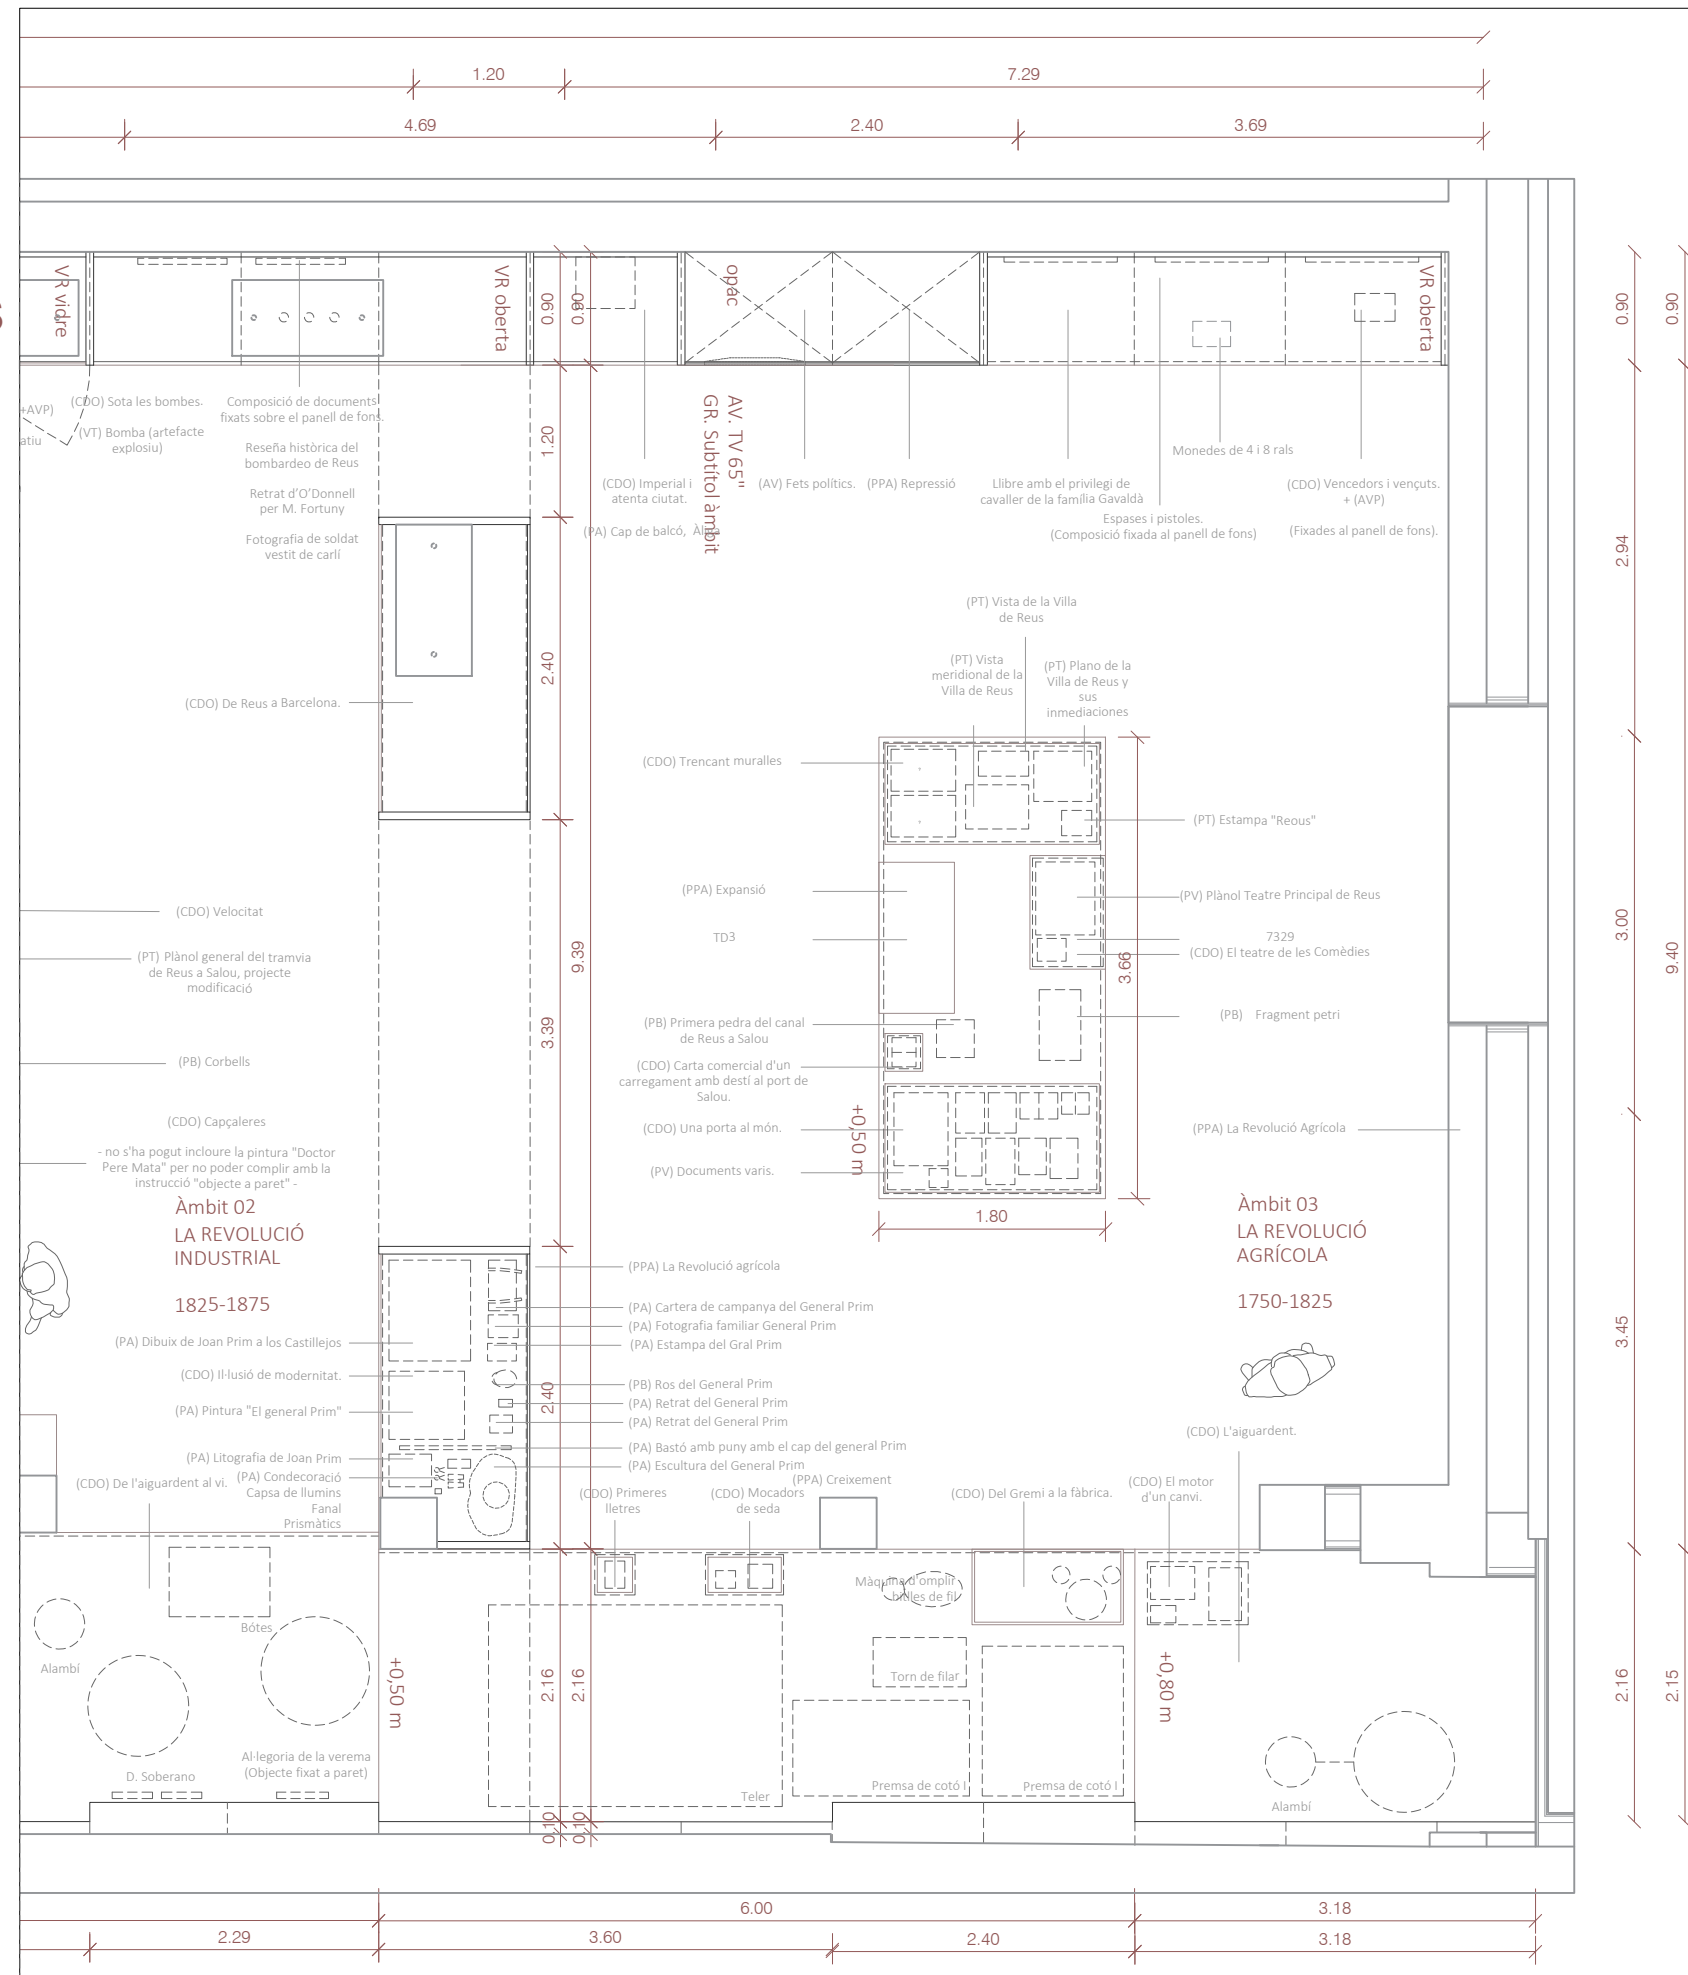 1.20
7.29
4.69
2.40
3.69
VR vidre
VR oberta
0.90
0.90
opac
VR oberta
0.90
0.90
+AVP)
atiu
(CDO) Sota les bombes.
(VT) Bomba (artefacte
explosiu)
Composició de documents
fixats sobre el panell de fons.
Reseña històrica del
bombardeo de Reus
Retrat d'O'Donnell
per M. Fortuny
Fotografia de soldat
vestit de carlí
1.20
(CDO) Imperial i
atenta ciutat.
(PA) Cap de balcó, Àliga
AV. TV 65"
GR. Subtítol àmbit
(AV) Fets polítics.
(PPA) Repressió
Llibre amb el privilegi de
cavaller de la família Gavaldà
Espases i pistoles.
(Composició fixada al panell de fons)
Monedes de 4 i 8 rals
(CDO) Vencedors i vençuts.
+ (AVP)
(Fixades al panell de fons).
2.94
(PT) Vista de la Villa
de Reus
(PT) Vista
meridional de la
Villa de Reus
(PT) Plano de la
Villa de Reus y
sus
inmediaciones
2.40
(CDO) De Reus a Barcelona.
(CDO) Trencant muralles
(PT) Estampa "Reous"
(PPA) Expansió
(PV) Plànol Teatre Principal de Reus
TD3
7329
(CDO) El teatre de les Comèdies
3.66
3.00
9.40
9.39
(CDO) Velocitat
(PT) Plànol general del tramvia
de Reus a Salou, projecte
modificació
(PB) Corbells
(CDO) Capçaleres
- no s'ha pogut incloure la pintura "Doctor
Pere Mata" per no poder complir amb la
instrucció "objecte a paret" -
3.39
(PB) Primera pedra del canal
de Reus a Salou
(PB) Fragment petri
(CDO) Carta comercial d'un
carregament amb destí al port de
Salou.
(CDO) Una porta al món.
(PV) Documents varis.
+0,50 m
(PPA) La Revolució Agrícola
1.80
Àmbit 02
LA REVOLUCIÓ
INDUSTRIAL
1825-1875
Àmbit 03
LA REVOLUCIÓ
AGRÍCOLA
1750-1825
3.45
(PPA) La Revolució agrícola
(PA) Cartera de campanya del General Prim
(PA) Fotografia familiar General Prim
(PA) Estampa del Gral Prim
(PB) Ros del General Prim
(PA) Retrat del General Prim
(PA) Retrat del General Prim
(PA) Bastó amb puny amb el cap del general Prim
(PA) Escultura del General Prim
2.40
(PA) Dibuix de Joan Prim a los Castillejos
(CDO) Il·lusió de modernitat.
(PA) Pintura "El general Prim"
(PA) Litografia de Joan Prim
(PA) Condecoració
Capsa de llumins
Fanal
Prismàtics
(CDO) De l'aiguardent al vi.
(CDO) Primeres
lletres
(CDO) Mocadors
de seda
(PPA) Creixement
(CDO) Del Gremi a la fàbrica.
(CDO) El motor
d'un canvi.
(CDO) L'aiguardent.
Màquina d'omplir
bitlles de fil
Bótes
Alambí
D. Soberano
Al·legoria de la verema
(Objecte fixat a paret)
+0,50 m
2.16
2.16
0.10
0.10
Teler
Torn de filar
Premsa de cotó I
Premsa de cotó I
+0,80 m
Alambí
2.16
2.15
6.00
3.18
2.29
3.60
2.40
3.18